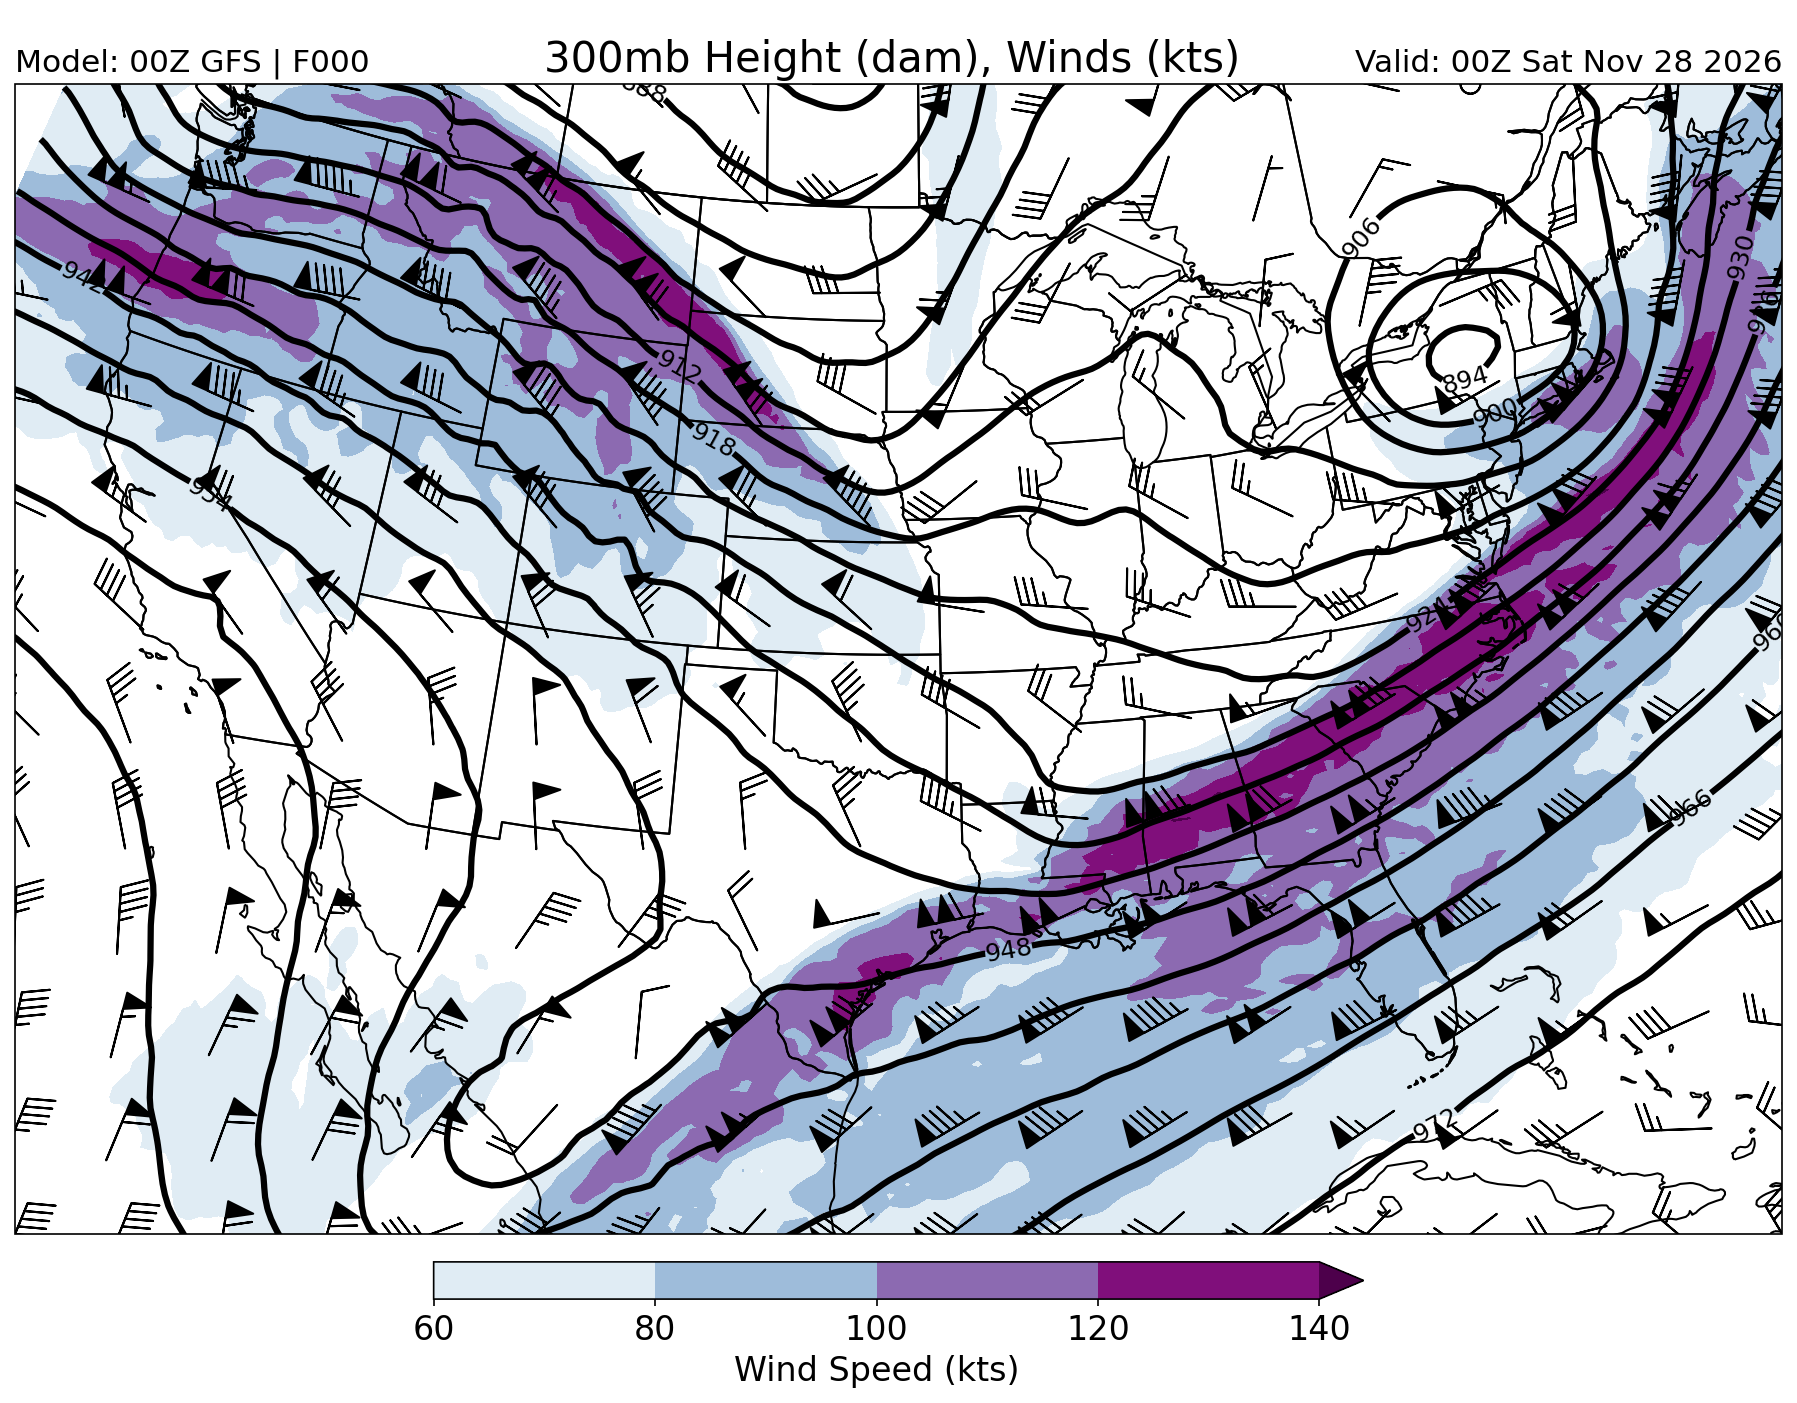 Model: 00Z GFS | F000
300mb Height (dam), Winds (kts)
Valid: 00Z Sat Nov 28 2026
906
930
942
936
912
894
900
918
954
924
960
966
948
972
60 80 100 120 140
Wind Speed (kts)